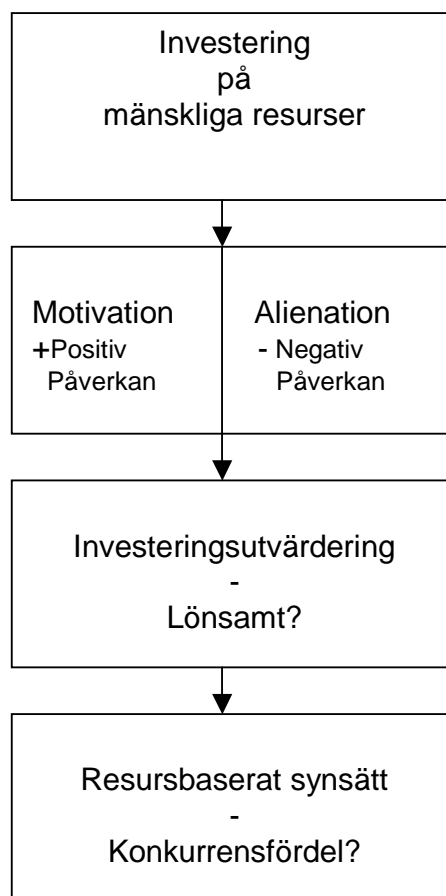 Investering
på
mänskliga resurser
Motivation
+Positiv
Påverkan
Alienation
- Negativ
Påverkan
Investeringsutvärdering
-
Lönsamt?
Resursbaserat synsätt
-
Konkurrensfördel?